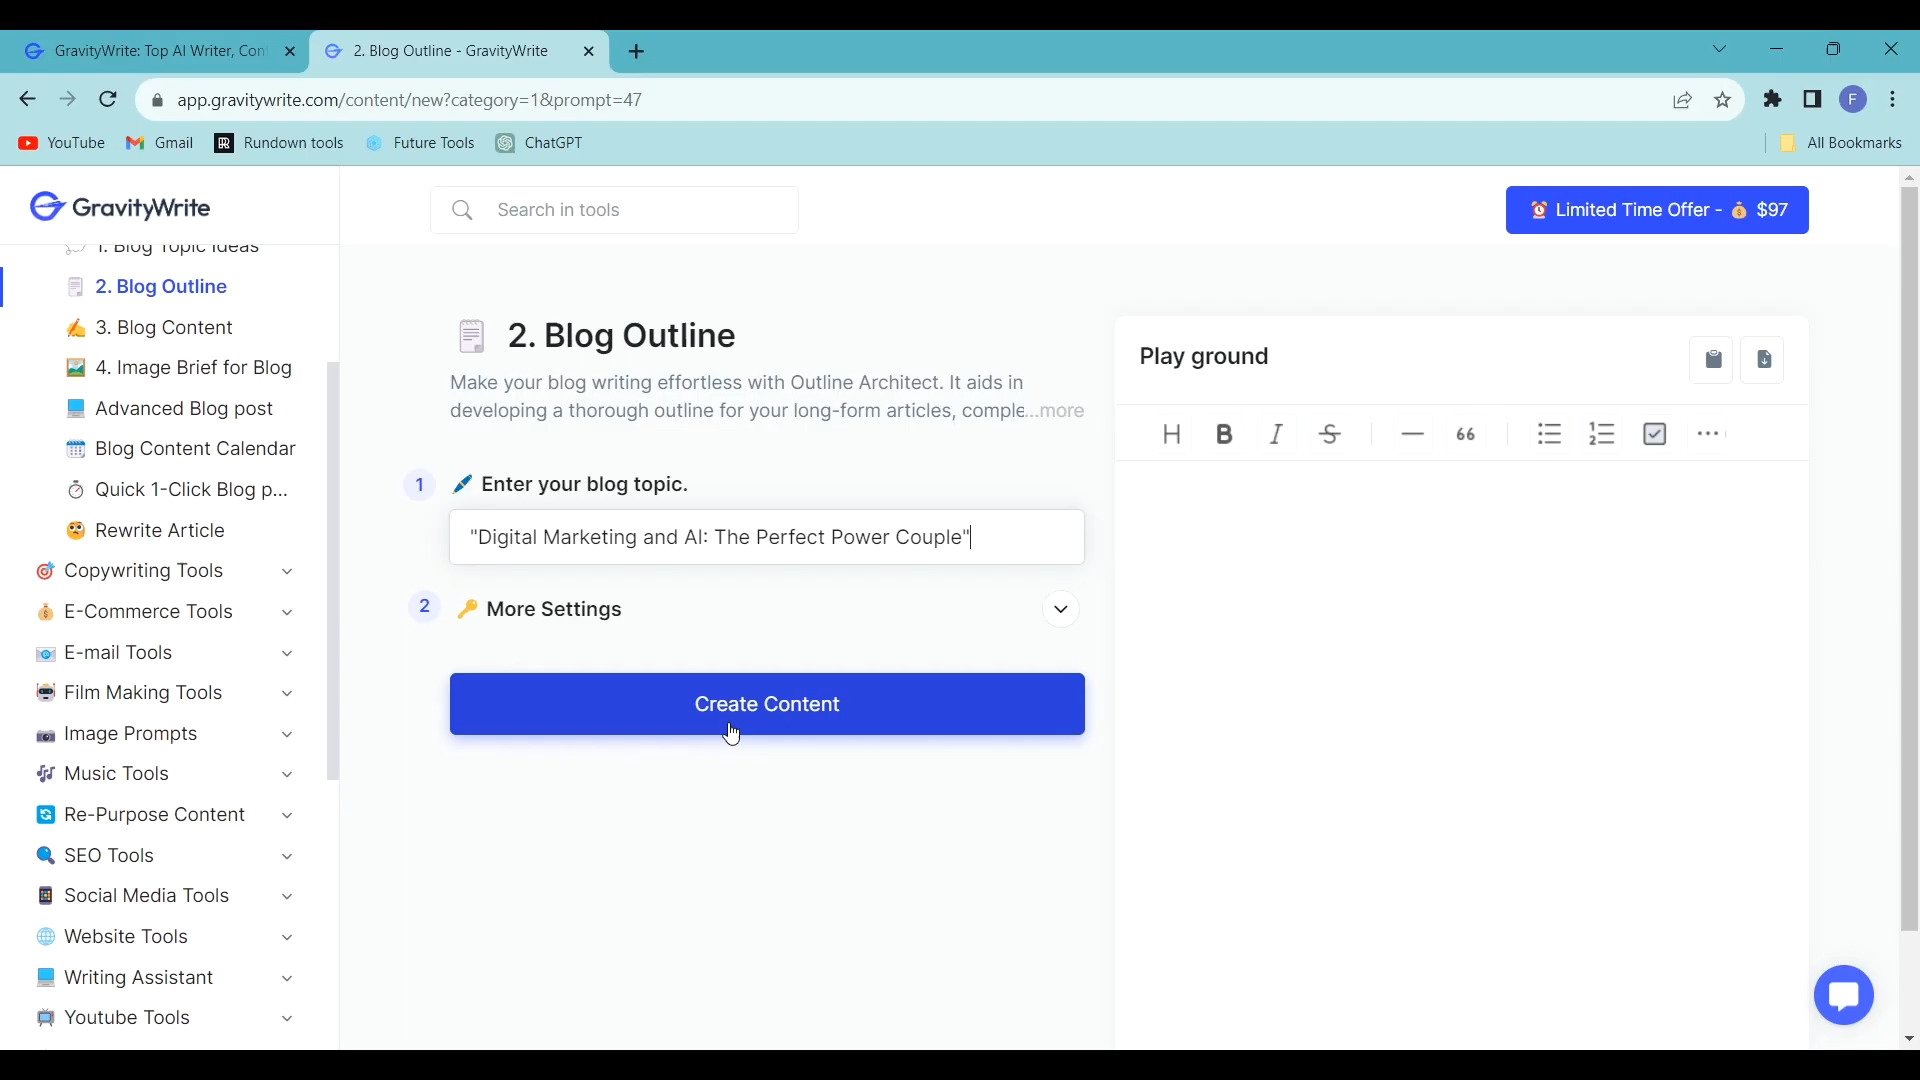 GravityWrite: Top AI Writer, Con
2. Blog Outline - GravityWrite
app.gravitywrite.com/content/new?category=1&prompt=47
F
YouTube
Gmail
Rundown tools
Future Tools
ChatGPT
All Bookmarks
GravityWrite
Search in tools
Limited Time Offer - $97
1. Blog Topic Ideas
2. Blog Outline
3. Blog Content
4. Image Brief for Blog
Advanced Blog post
Blog Content Calendar
Quick 1-Click Blog p...
Rewrite Article
Copywriting Tools
E-Commerce Tools
E-mail Tools
Film Making Tools
Image Prompts
Music Tools
Re-Purpose Content
SEO Tools
Social Media Tools
Website Tools
Writing Assistant
Youtube Tools
2. Blog Outline
Make your blog writing effortless with Outline Architect. It aids in
developing a thorough outline for your long-form articles, comple...more
1 Enter your blog topic.
"Digital Marketing and AI: The Perfect Power Couple"
2 More Settings
Create Content
Play ground
H B I S 66